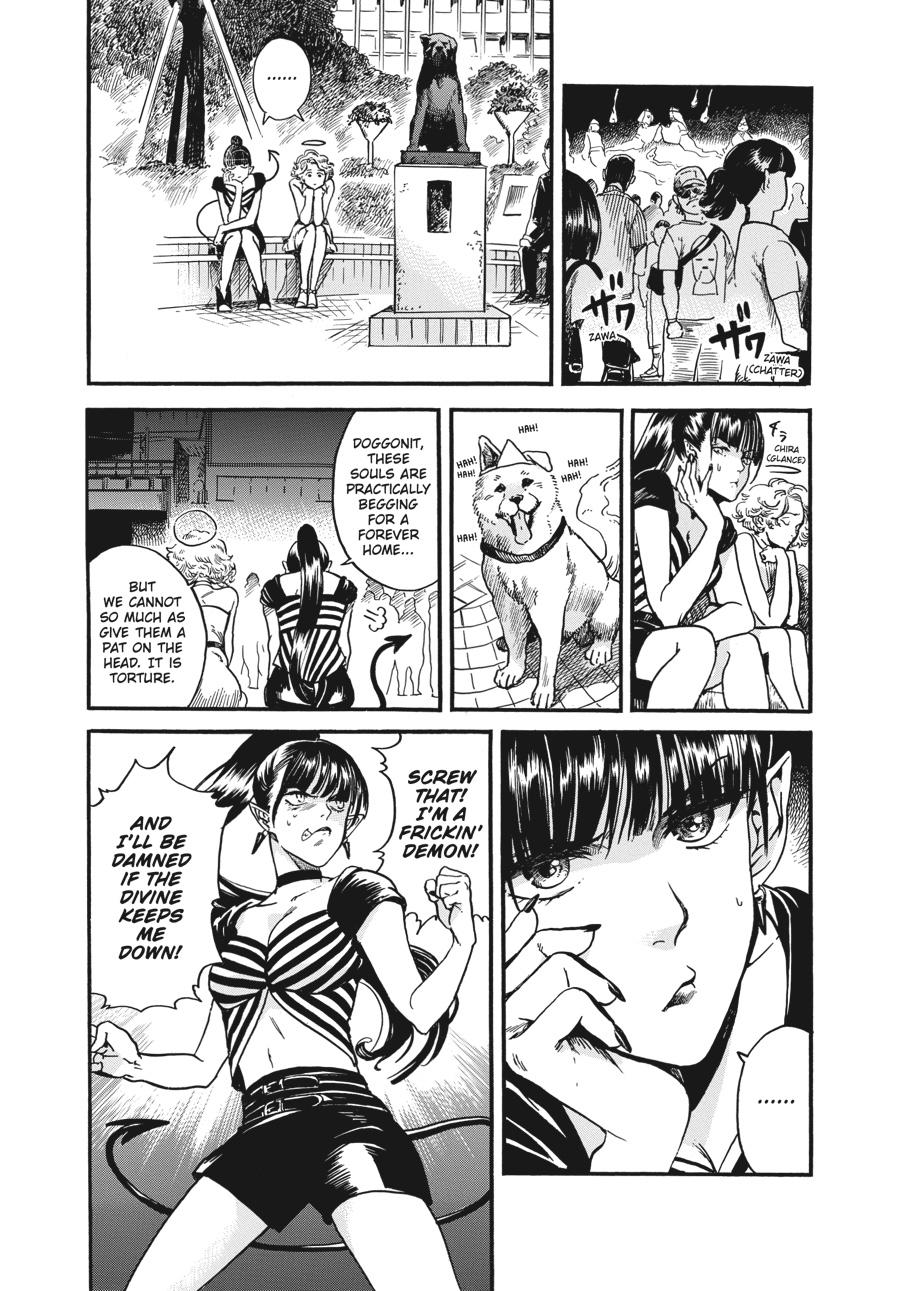 ザワ
ZAWA
ザワ
ZAWA
(CHATTER)
......
チラ
CHIRA
(GLANCE)
HAH!
HAH!
HAH!
HAH!
HAH!
HAH!
HAH!
DOGGONIT,
THESE
SOULS ARE
PRACTICALLY
BEGGING
FOR A
FOREVER
HOME...
BUT
WE CANNOT
SO MUCH AS
GIVE THEM A
PAT ON THE
HEAD. IT IS
TORTURE.
......
SCREW
THAT!
I'M A
FRICKIN'
DEMON!
AND
I'LL BE
DAMNED
IF THE
DIVINE
KEEPS
ME
DOWN!